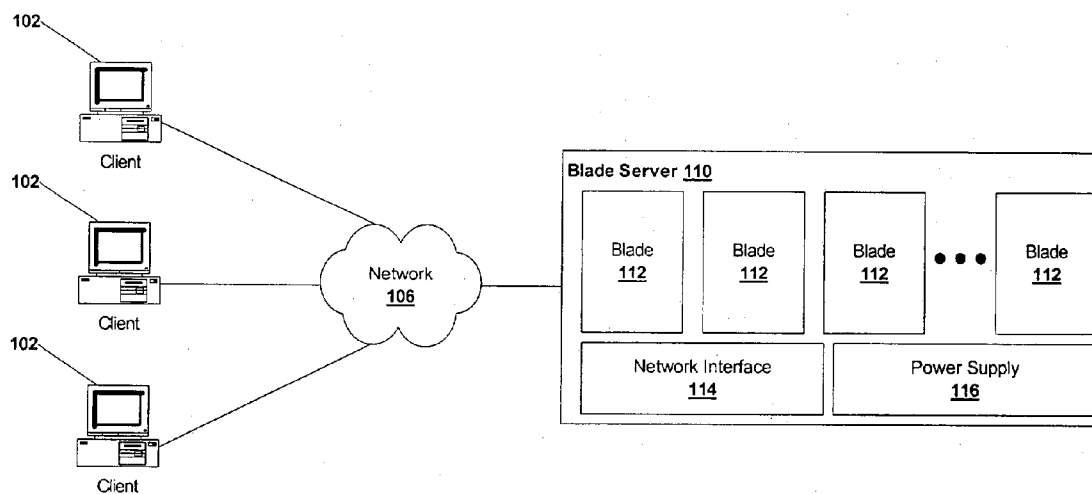 102
Client
102
Client
102
Client
Network
106
Blade Server 110
Blade
112
Blade
112
Blade
112
Blade
112
Network Interface
114
Power Supply
116